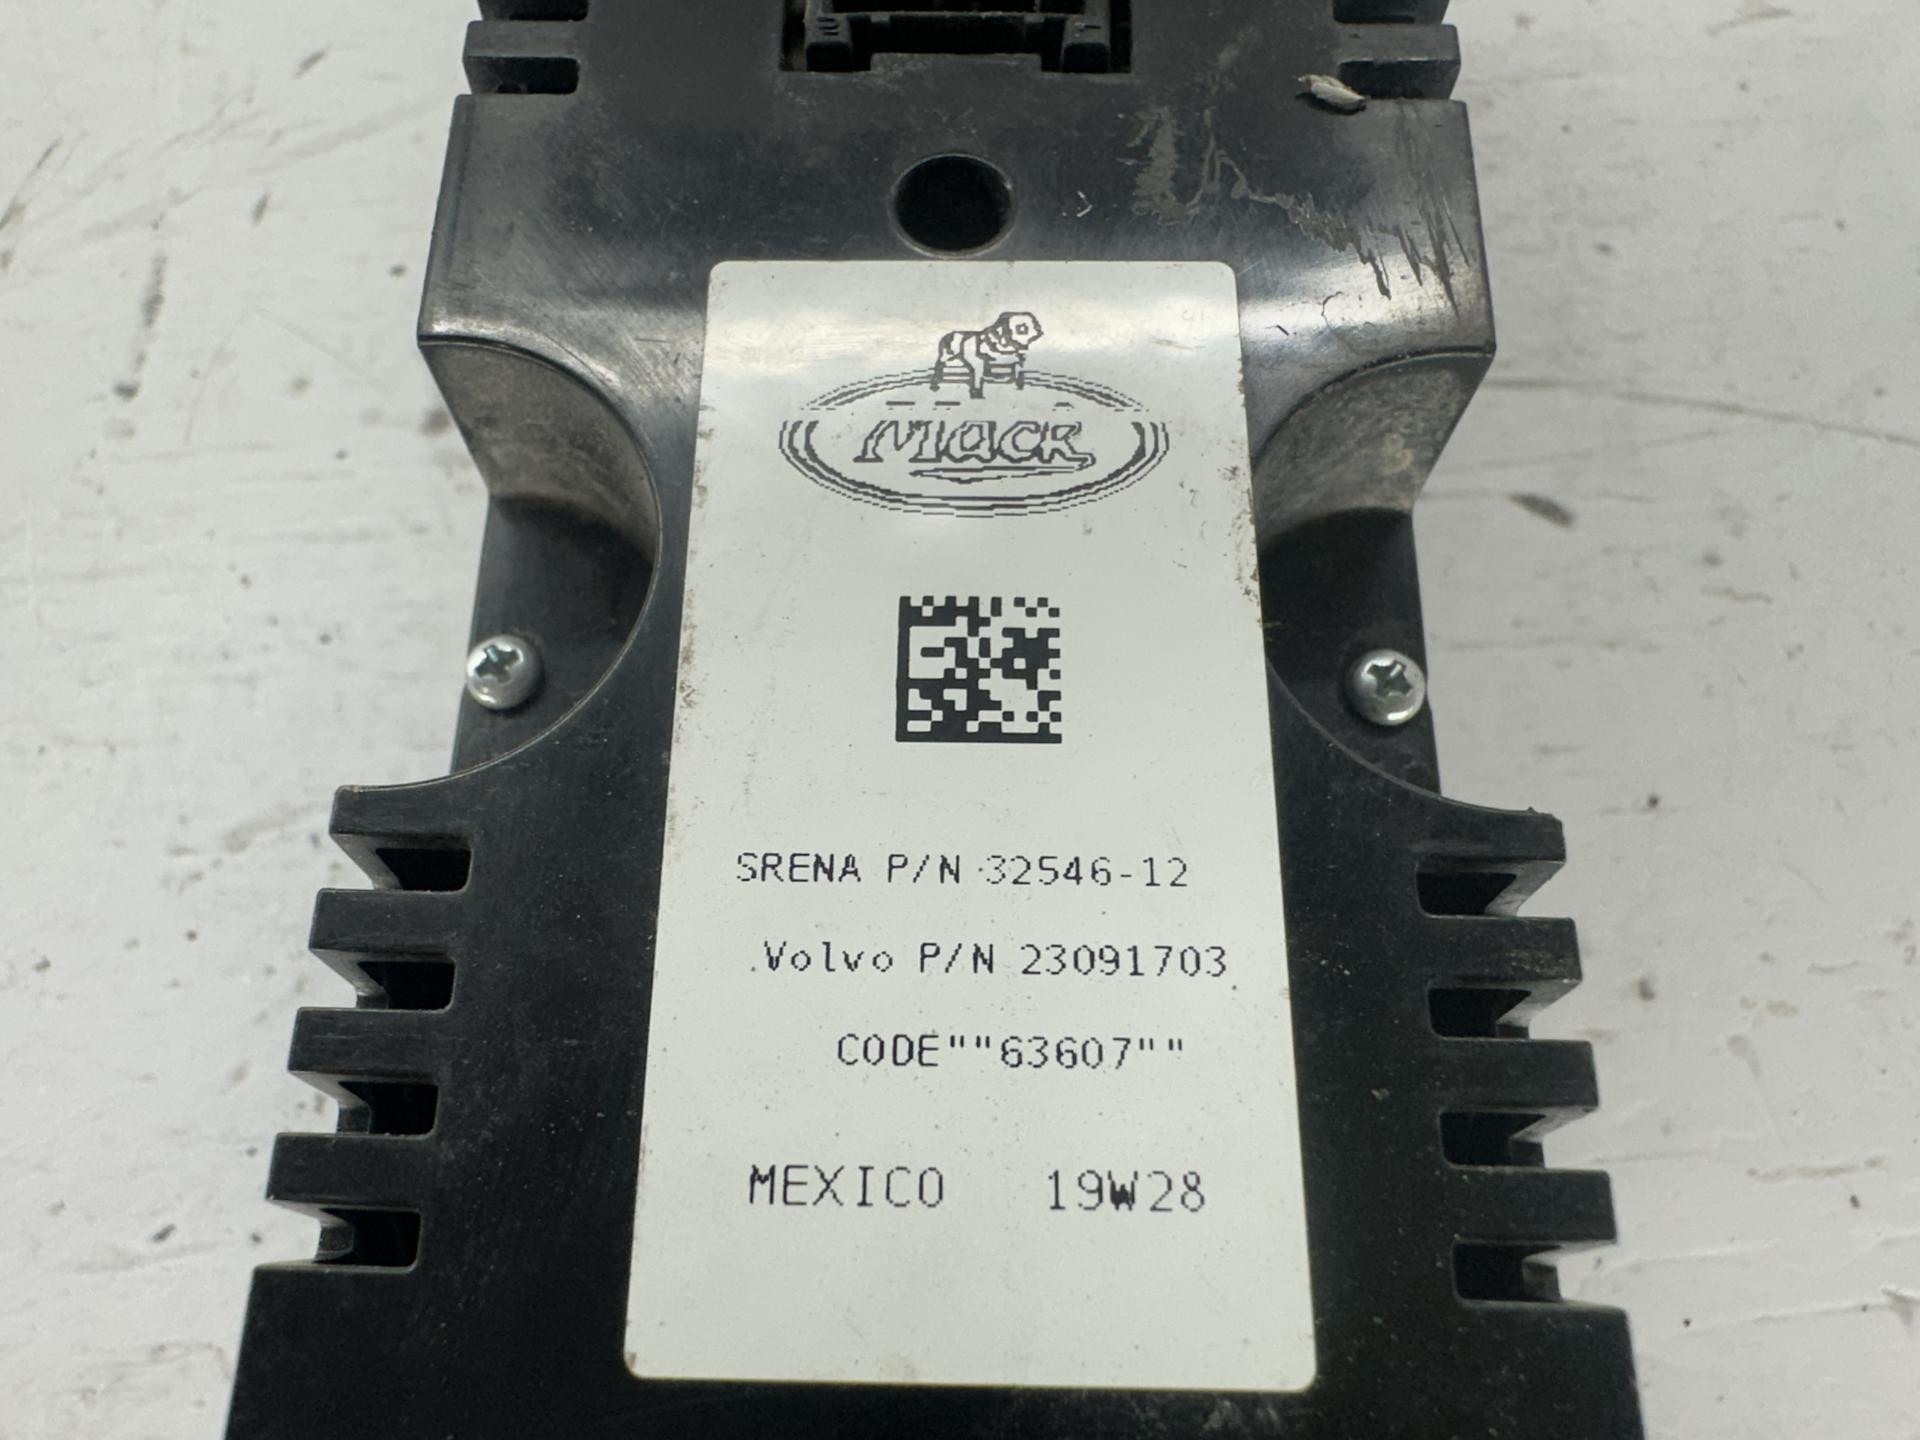 Mack
SRENA P/N 32546-12
Volvo P/N 23091703
CODE""63607""
MEXICO 19W28